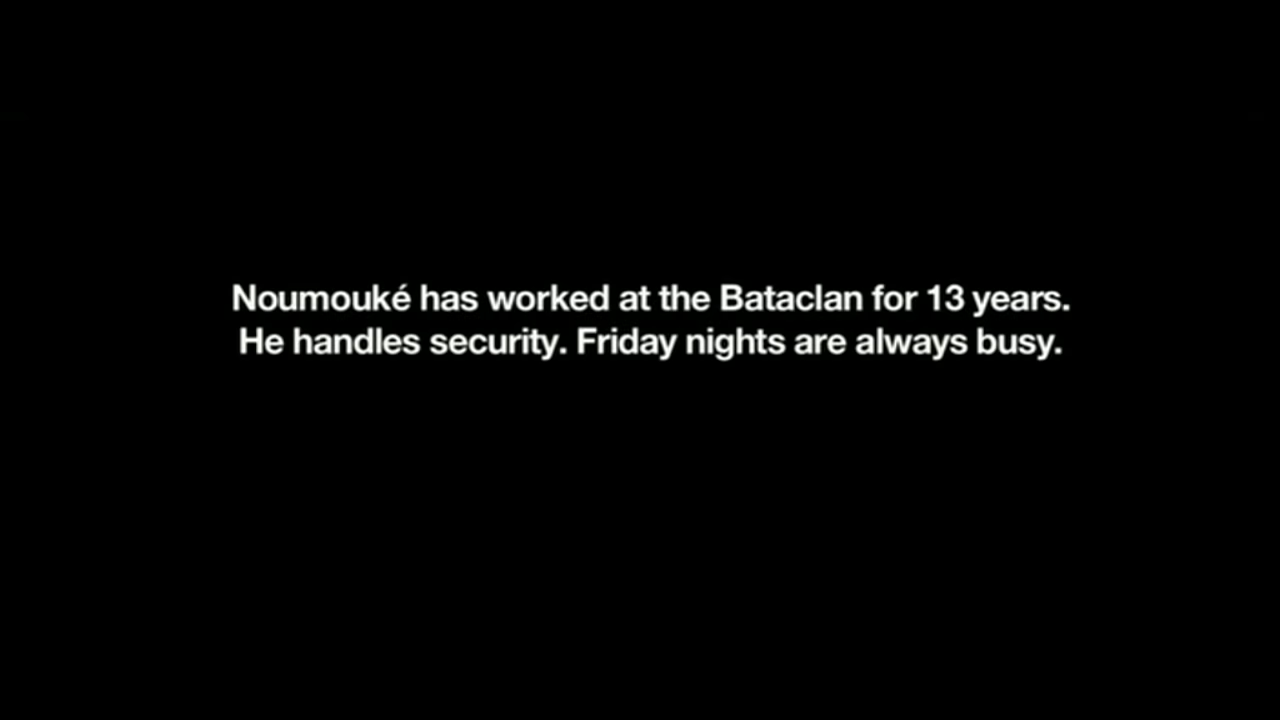 Noumouké has worked at the Bataclan for 13 years.
He handles security. Friday nights are always busy.